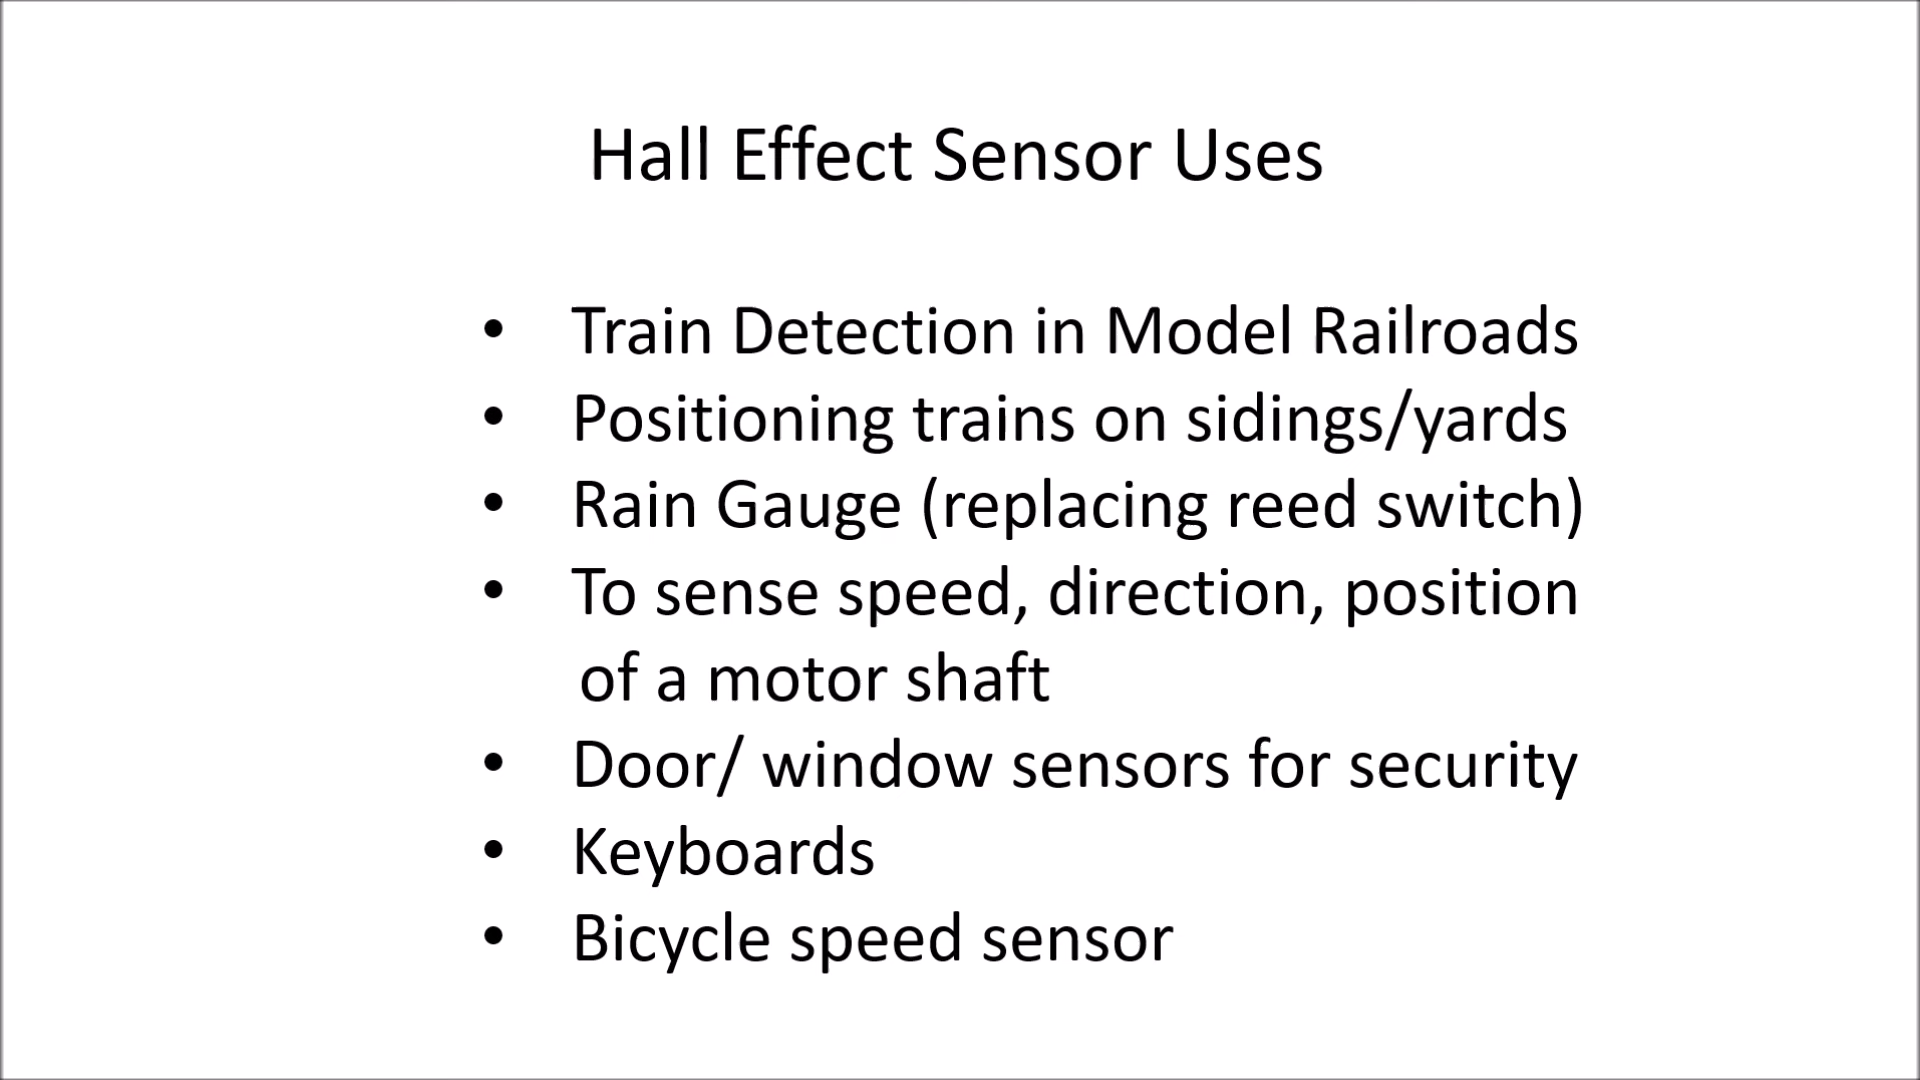 Hall Effect Sensor Uses
• Train Detection in Model Railroads
• Positioning trains on sidings/yards
• Rain Gauge (replacing reed switch)
• To sense speed, direction, position
of a motor shaft
• Door/ window sensors for security
• Keyboards
• Bicycle speed sensor